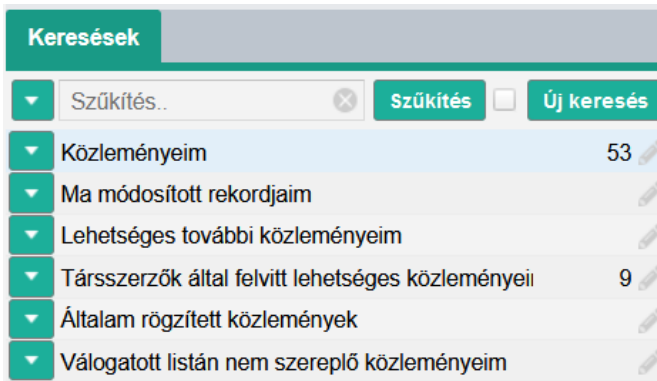 Keresések
Szűkítés.. Szűkítés Új keresés
Közleményeim 53
Ma módosított rekordjaim
Lehetséges további közleményeim
Társszerzők által felvitt lehetséges közleményei 9
Általam rögzített közlemények
Válogatott listán nem szereplő közleményeim